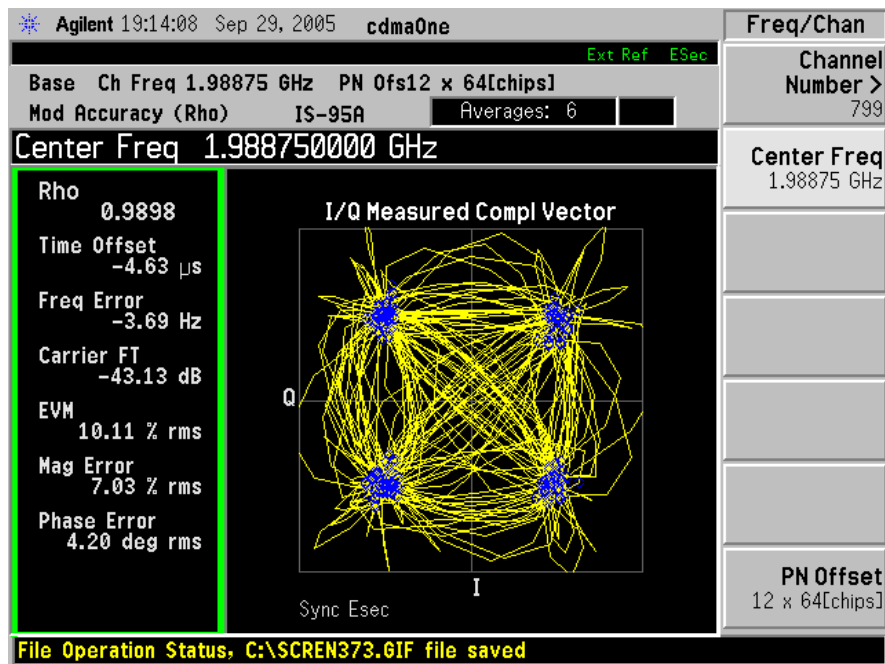 Agilent 19:14:08 Sep 29, 2005 cdmaOne
Freq/Chan
Ext Ref ESec
Base Ch Freq 1.98875 GHz PN Ofs12 x 64[chips]
Mod Accuracy (Rho) IS-95A Averages: 6
Center Freq 1.988750000 GHz
Rho
0.9898
Time Offset
-4.63 µs
Freq Error
-3.69 Hz
Carrier FT
-43.13 dB
EVM
10.11 % rms
Mag Error
7.03 % rms
Phase Error
4.20 deg rms
I/Q Measured Compl Vector
Q
I
Sync Esec
Channel
Number >
799
Center Freq
1.98875 GHz
PN Offset
12 x 64[chips]
File Operation Status, C:\SCREN373.GIF file saved